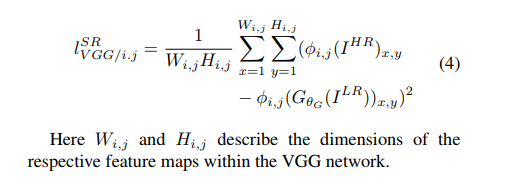 l^{SR}_{VGG/i.j} = \frac{1}{W_{i,j}H_{i,j}} \sum_{x=1}^{W_{i,j}} \sum_{y=1}^{H_{i,j}} (\phi_{i,j}(I^{HR})_{x,y}
- \phi_{i,j}(G_{\theta_G}(I^{LR}))_{x,y})^2 (4)
Here W_{i,j} and H_{i,j} describe the dimensions of the
respective feature maps within the VGG network.